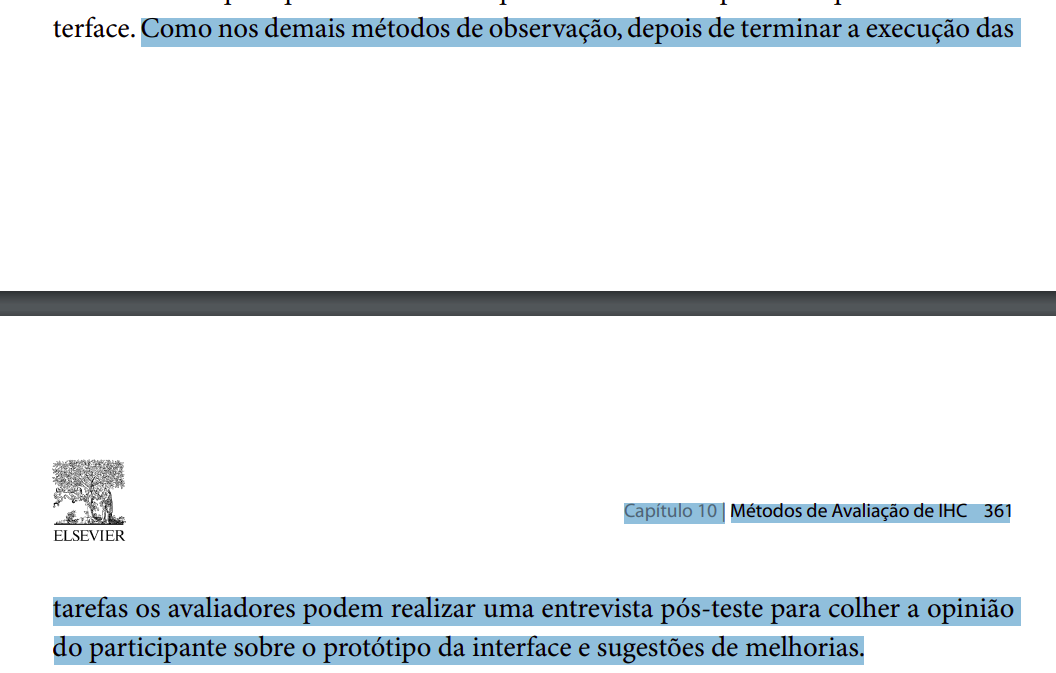 terface. Como nos demais métodos de observação, depois de terminar a execução das
ELSEVIER
Capítulo 10 | Métodos de Avaliação de IHC 361
tarefas os avaliadores podem realizar uma entrevista pós-teste para colher a opinião
do participante sobre o protótipo da interface e sugestões de melhorias.